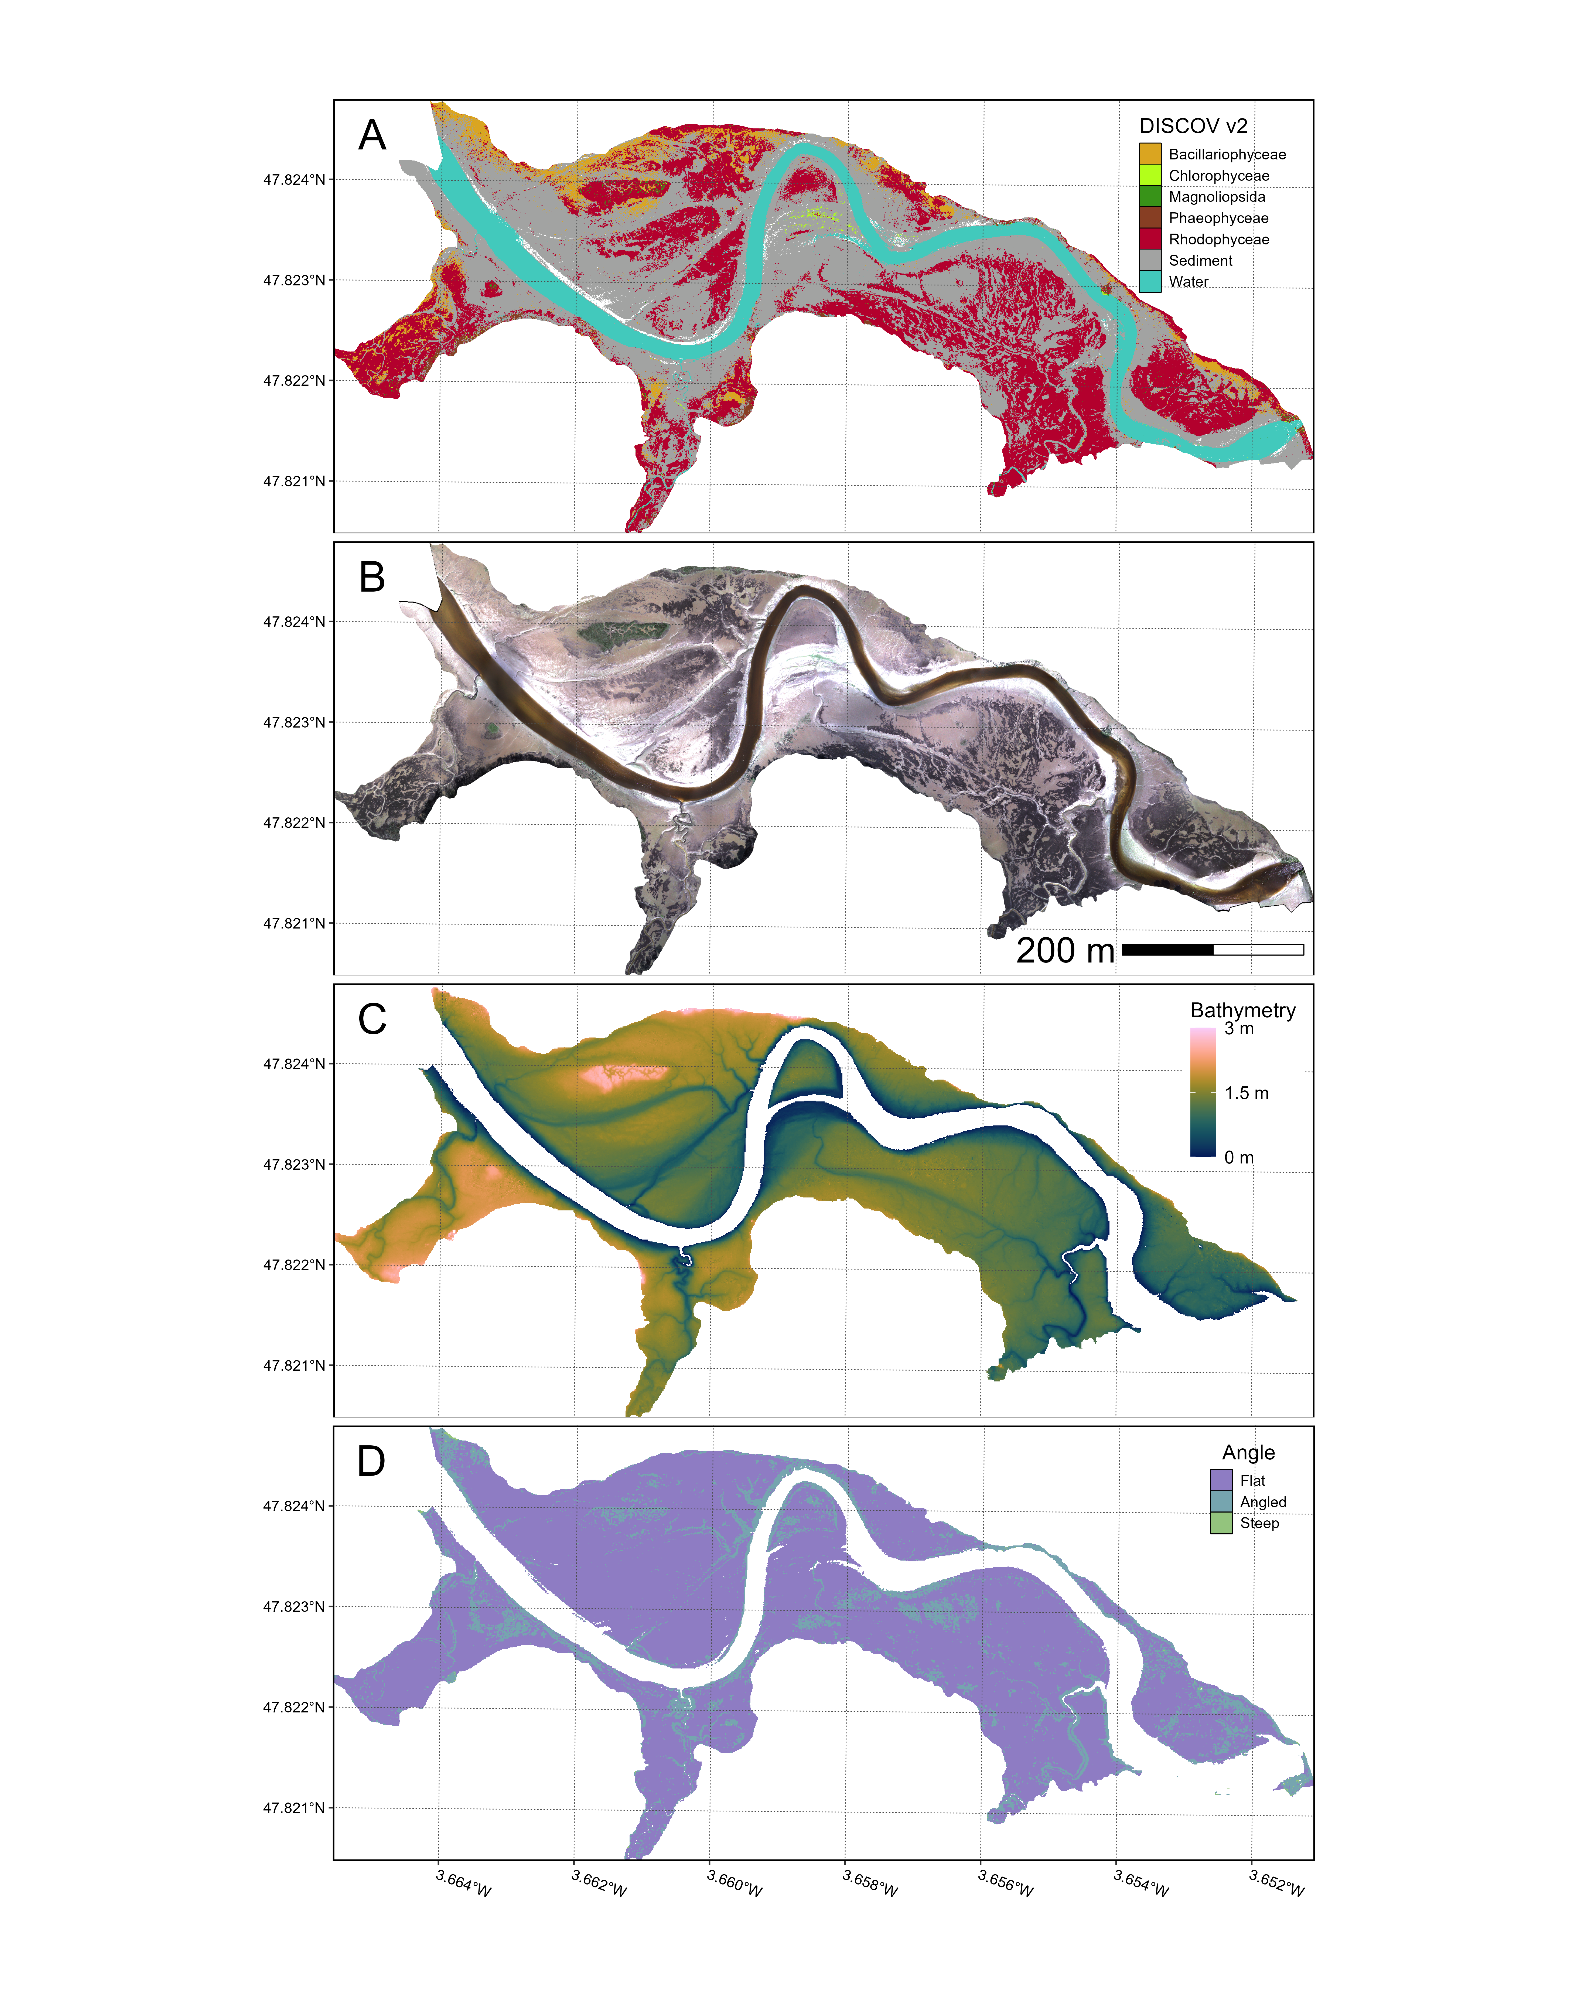 A
DISCOV v2
Bacillariophyceae
Chlorophyceae
Magnoliopsida
Phaeophyceae
Rhodophyceae
Sediment
Water
47.824°N
47.823°N
47.822°N
47.821°N
B
47.824°N
47.823°N
47.822°N
47.821°N
200 m
C
Bathymetry
3 m
1.5 m
0 m
47.824°N
47.823°N
47.822°N
47.821°N
D
Angle
Flat
Angled
Steep
47.824°N
47.823°N
47.822°N
47.821°N
3.664°W
3.662°W
3.660°W
3.658°W
3.656°W
3.654°W
3.652°W